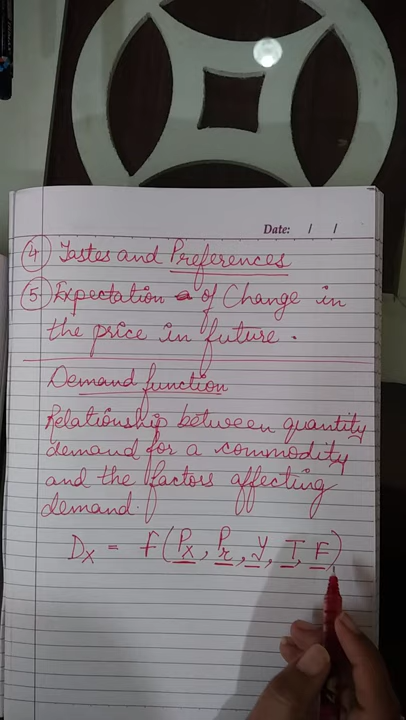 Date: / /
④ Tastes and Preferences
⑤ Expectation of Change in
the price in future.
Demand function
Relationship between quantity
demand for a commodity
and the factors affecting
demand.
Dx = f(Px, Pr, y, T, F)